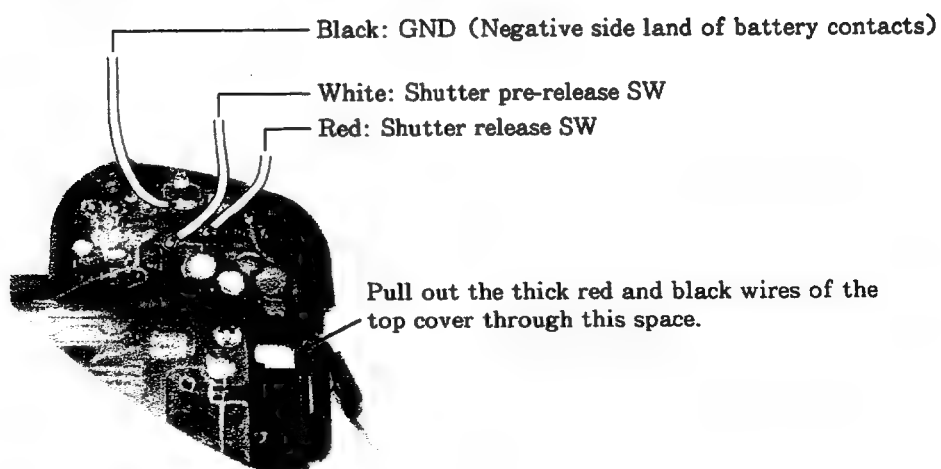 Black: GND (Negative side land of battery contacts)
White: Shutter pre-release SW
Red: Shutter release SW
Pull out the thick red and black wires of the
top cover through this space.